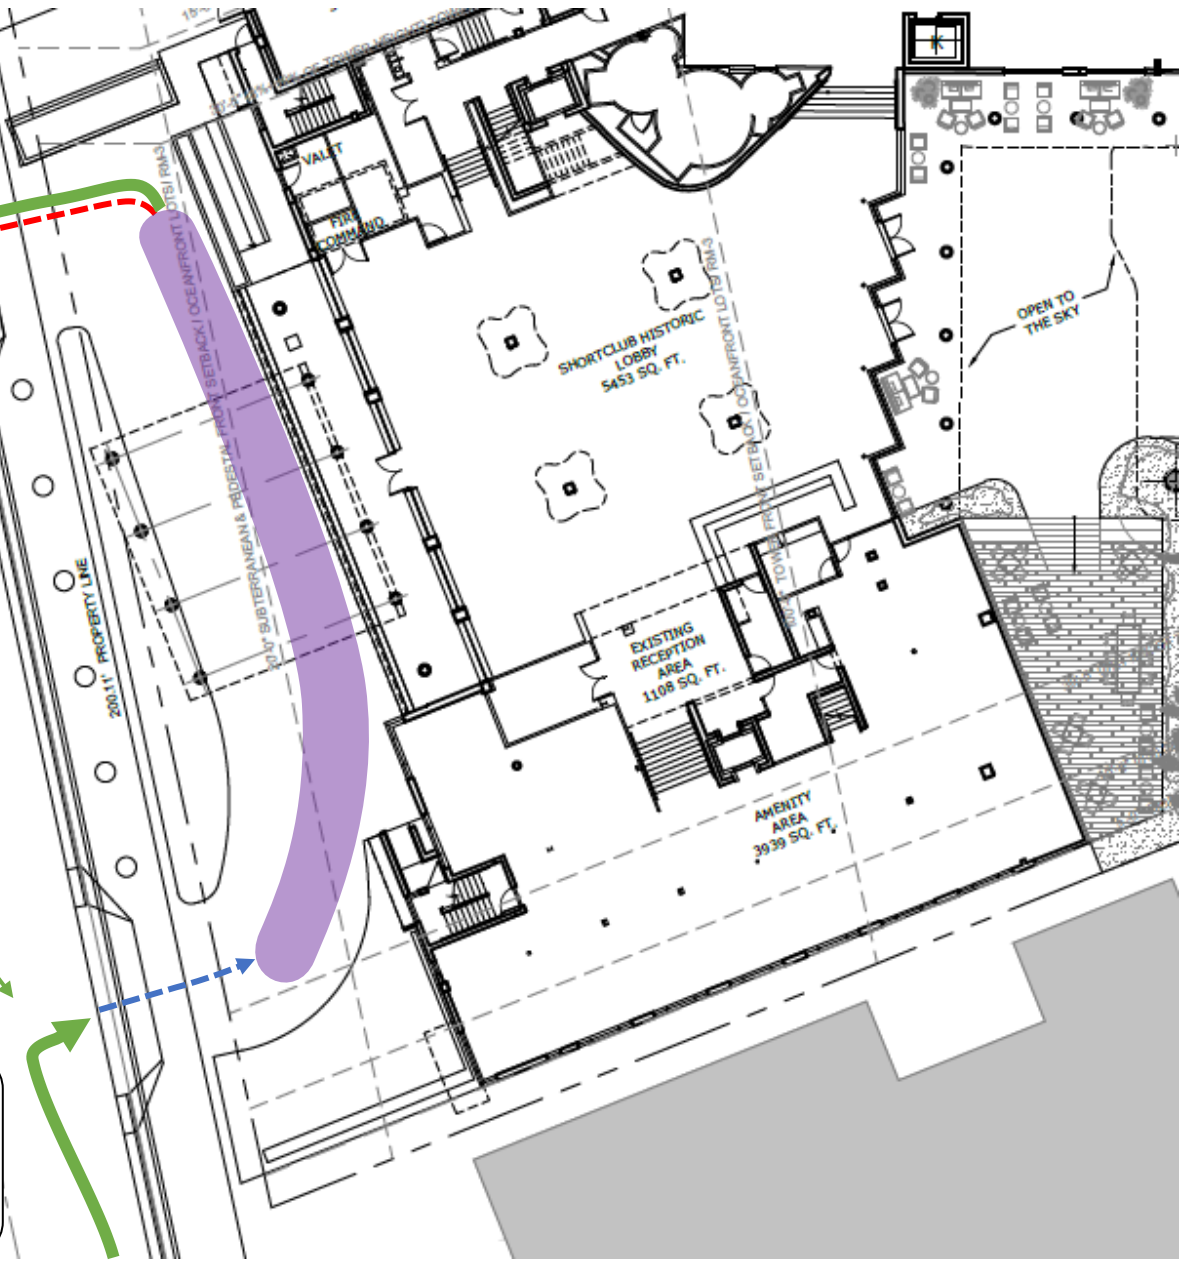 VALET
FIRE
COMMAND
K
OPEN TO
THE SKY
SHORTCLUB HISTORIC
LOBBY
5453 SQ. FT.
20'-0" SUBTERRANEAN & PEDESTAL FRONT SETBACK / OCEANFRONT LOTS/ RM-3
TOWER FRONT SETBACK / OCEANFRONT LOTS/ RM-3
200.11' PROPERTY LINE
EXISTING
RECEPTION
AREA
1108 SQ. FT.
AMENITY
AREA
3939 SQ. FT.